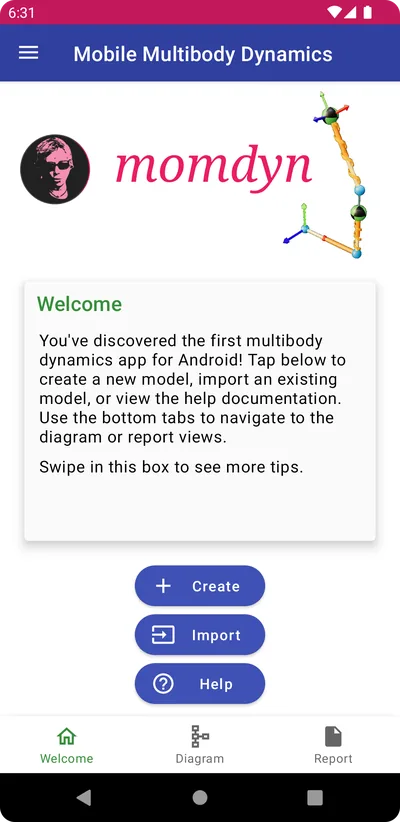 6:31
Mobile Multibody Dynamics
momdyn
Welcome
You've discovered the first multibody
dynamics app for Android! Tap below to
create a new model, import an existing
model, or view the help documentation.
Use the bottom tabs to navigate to the
diagram or report views.
Swipe in this box to see more tips.
Create
Import
Help
Welcome
Diagram
Report